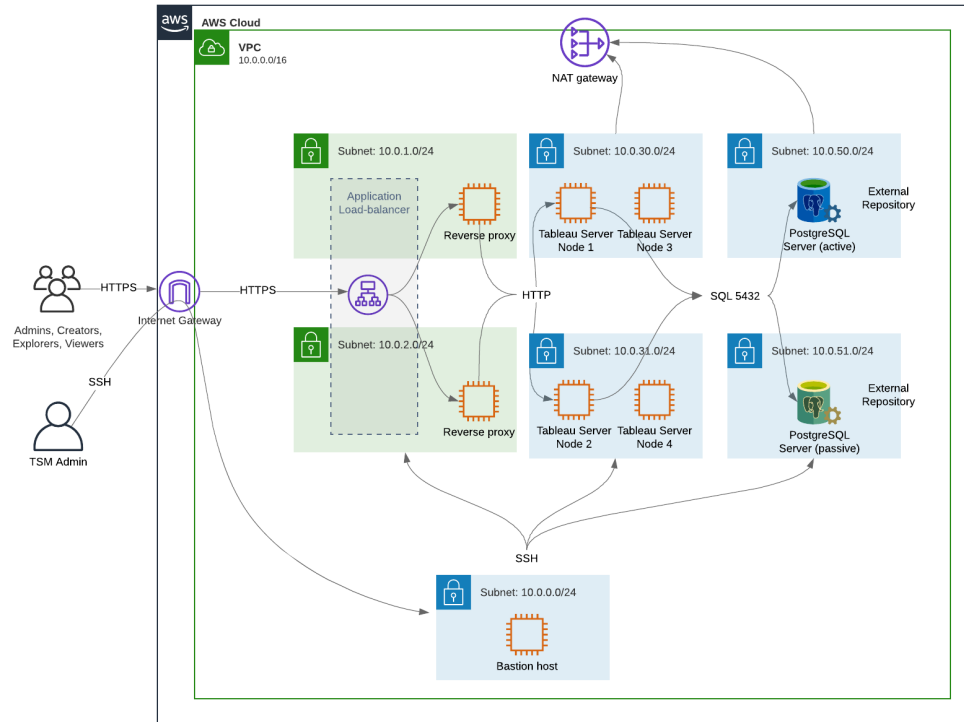 aws
AWS Cloud
VPC
10.0.0.0/16
NAT gateway
Subnet: 10.0.1.0/24
Subnet: 10.0.30.0/24
Subnet: 10.0.50.0/24
Application
Load-balancer
Reverse proxy
Tableau Server
Node 1
Tableau Server
Node 3
External
Repository
PostgreSQL
Server (active)
HTTPS
Internet Gateway
HTTPS
HTTP
SQL 5432
Admins, Creators,
Explorers, Viewers
SSH
TSM Admin
Subnet: 10.0.2.0/24
Subnet: 10.0.31.0/24
Subnet: 10.0.51.0/24
Reverse proxy
Tableau Server
Node 2
Tableau Server
Node 4
External
Repository
PostgreSQL
Server (passive)
SSH
Subnet: 10.0.0.0/24
Bastion host